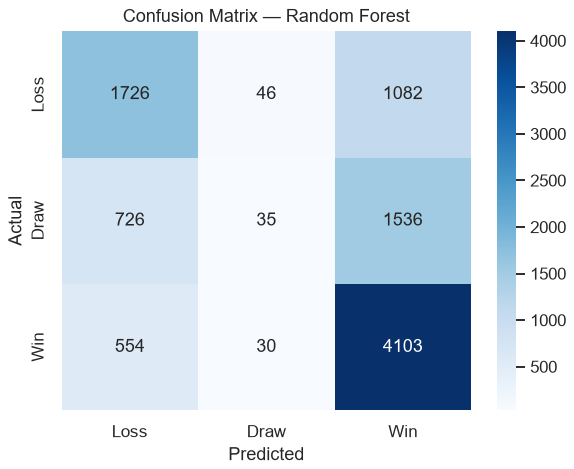 Confusion Matrix — Random Forest
Actual
Loss
Draw
Win
1726 46 1082
726 35 1536
554 30 4103
Loss Draw Win
Predicted
4000
3500
3000
2500
2000
1500
1000
500